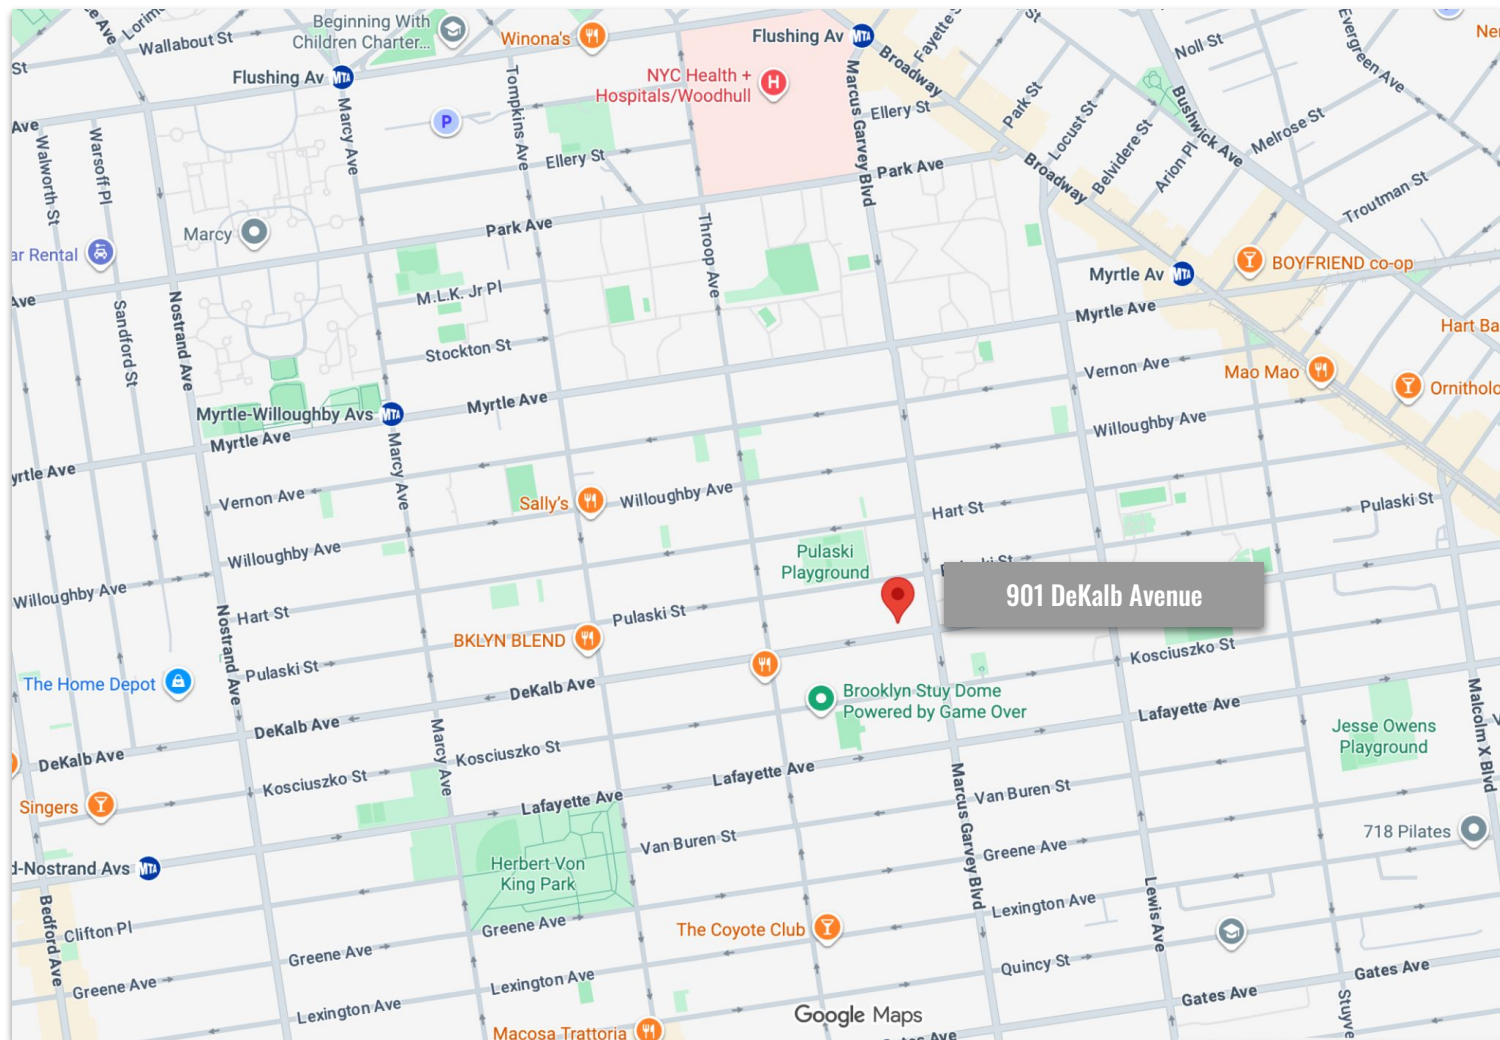 Beginning With
Children Charter...
Wallabout St
Winona's
Flushing Av
Flushing Av
NYC Health +
Hospitals/Woodhull
Broadway
Noll St
Evergreen Ave
Bushwick Ave
Melrose St
Park St
Locust St
Belvidere St
Arion Pl
Troutman St
Ellery St
Ellery St
Marcus Garvey Blvd
Park Ave
Broadway
Tompkins Ave
Marcy Ave
Walworth St
Warsoff Pl
Marcy
ar Rental
Park Ave
Throop Ave
Myrtle Av
BOYFRIEND co-op
M.L.K. Jr Pl
Sandford St
Nostrand Ave
Stockton St
Myrtle Ave
Hart Ba
Vernon Ave
Mao Mao
Ornitholo
Myrtle-Willoughby Avs
Myrtle Ave
Myrtle Ave
yrtle Ave
Marcy Ave
Willoughby Ave
Vernon Ave
Sally's
Willoughby Ave
Hart St
Pulaski St
Willoughby Ave
Pulaski
Playground
901 DeKalb Avenue
Willoughby Ave
Hart St
Pulaski St
BKLYN BLEND
Nostrand Ave
Pulaski St
Kosciuszko St
The Home Depot
DeKalb Ave
Brooklyn Stuy Dome
Powered by Game Over
Lafayette Ave
Malcolm X Blvd
DeKalb Ave
DeKalb Ave
Marcy Ave
Kosciuszko St
Jesse Owens
Playground
Kosciuszko St
Lafayette Ave
Lafayette Ave
Van Buren St
Marcus Garvey Blvd
Singers
718 Pilates
Van Buren St
Greene Ave
Herbert Von
King Park
d-Nostrand Avs
Bedford Ave
Clifton Pl
Greene Ave
The Coyote Club
Lexington Ave
Lewis Ave
Greene Ave
Quincy St
Gates Ave
Greene Ave
Lexington Ave
Gates Ave
Lexington Ave
Google Maps
Stuyve
Macosa Trattoria